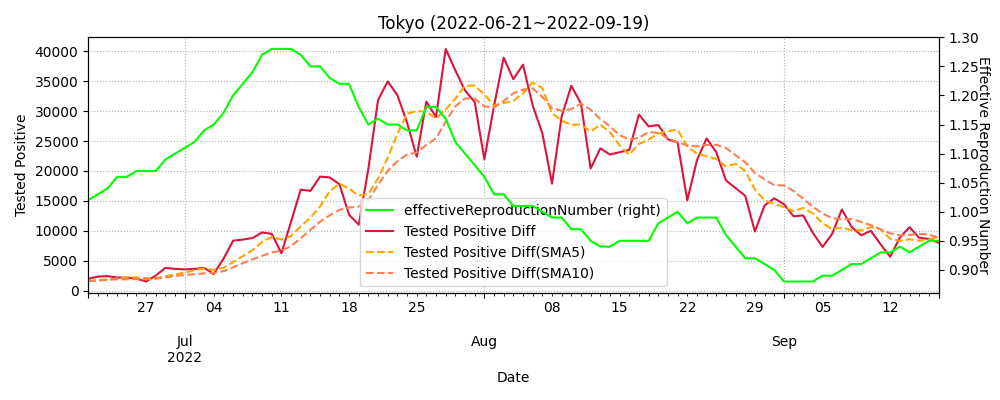 Tokyo (2022-06-21~2022-09-19)
40000
35000
30000
25000
20000
15000
10000
5000
0
Tested Positive
1.30
1.25
1.20
1.15
1.10
1.05
1.00
0.95
0.90
Effective Reproduction Number
effectiveReproductionNumber (right)
Tested Positive Diff
Tested Positive Diff(SMA5)
Tested Positive Diff(SMA10)
27 04 11 18 25 08 15 22 29 05 12
Jul Aug Sep
2022
Date